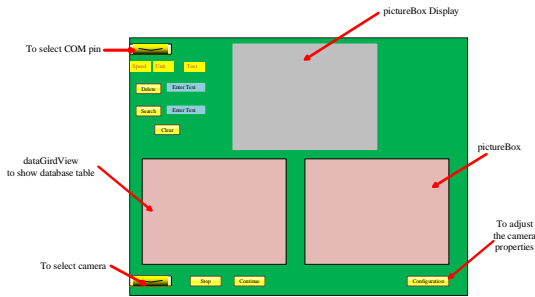 pictureBox Display
To select COM pin
Speed Unit Text
Delete Enter Text
Search Enter Text
Clear
dataGirdView
to show database table
pictureBox
To adjust
the camera
properties
To select camera
Stop Continue Configuration